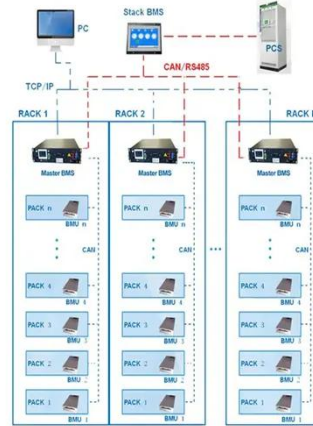 Stack BMS
PC
PCS
CAN/RS485
TCP/IP
RACK 1
RACK 2
RACK
Master BMS
Master BMS
Master BMS
PACK n
BMU n
PACK n
BMU n
PACK n
BMU n
CAN
CAN
CAN
PACK 4
BMU 4
PACK 4
BMU 4
PACK 4
BMU 4
PACK 3
BMU 3
PACK 3
BMU 3
PACK 3
BMU 3
PACK 2
BMU 2
PACK 2
BMU 2
PACK 2
BMU 2
PACK 1
BMU 1
PACK 1
BMU 1
PACK 1
BMU 1